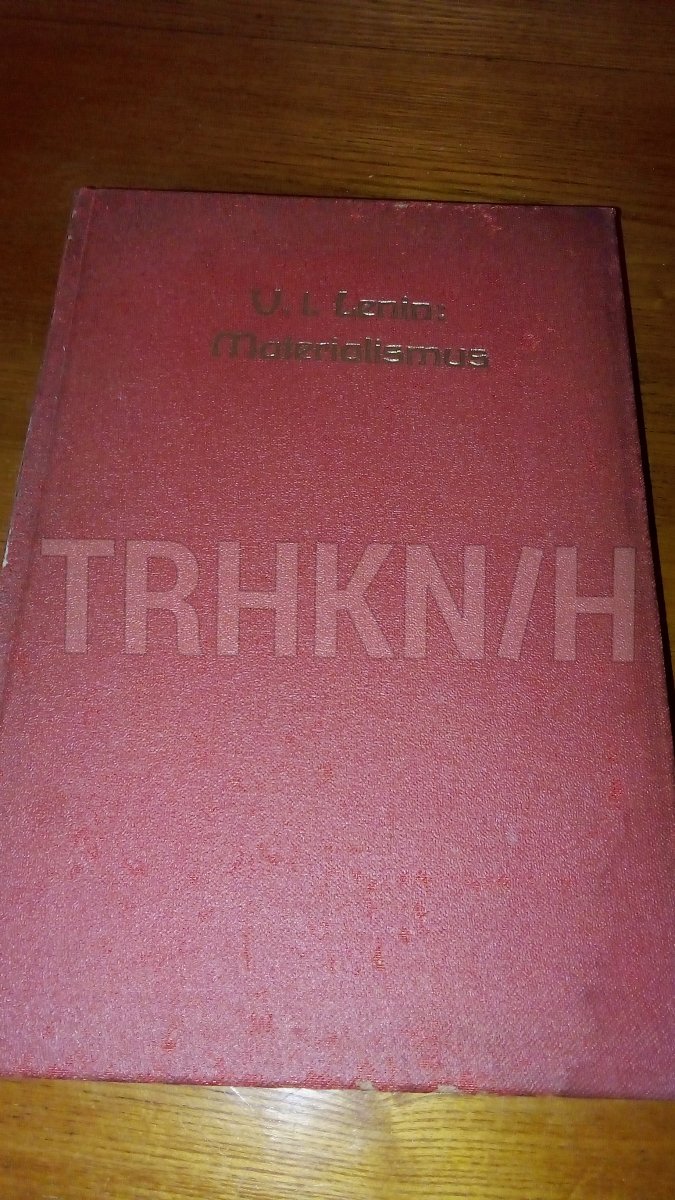 V. I. Lenin:
Materialismus
TRHKN/H